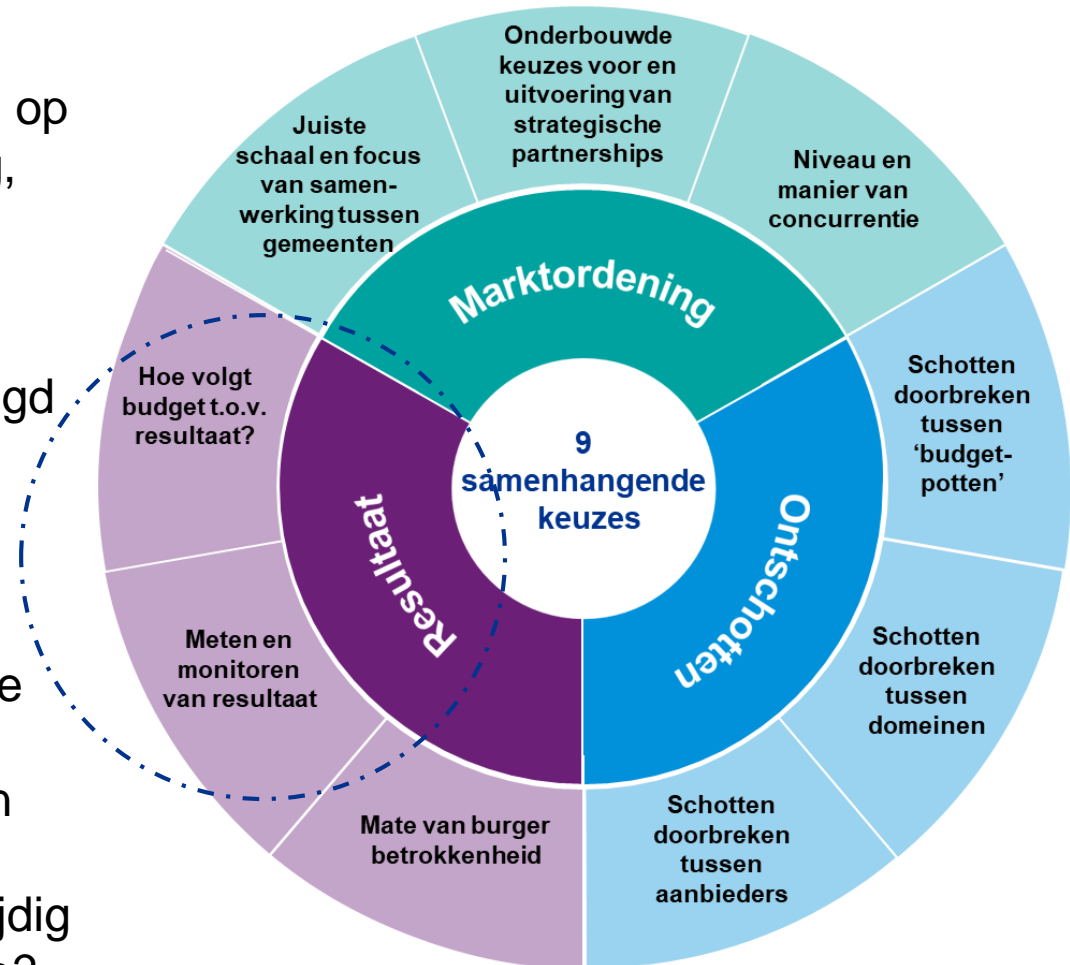 op
,
gd
e
n
jdig
Onderbouwde
keuzes voor en
uitvoering van
strategische
partnerships
Juiste
schaal en focus
van samen-
werking tussen
gemeenten
Niveau en
manier van
concurrentie
Marktordening
Hoe volgt
budget t.o.v.
resultaat?
Schotten
doorbreken
tussen
‘budget-
potten’
9
samenhangende
keuzes
Resultaat
Ontschotten
Meten en
monitoren
van resultaat
Schotten
doorbreken
tussen
domeinen
Mate van burger
betrokkenheid
Schotten
doorbreken
tussen
aanbieders